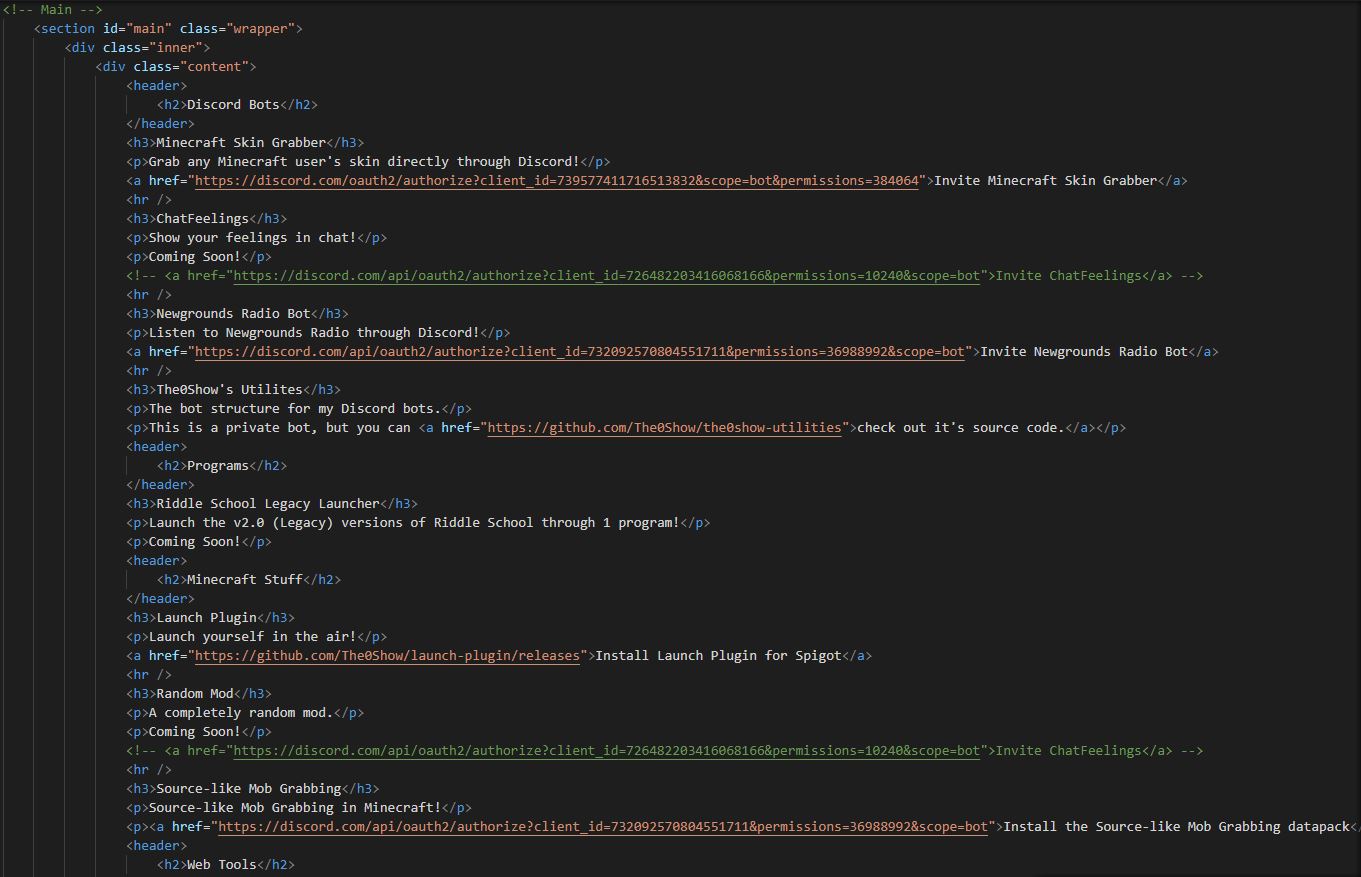 <!-- Main -->
<section id="main" class="wrapper">
<div class="inner">
<div class="content">
<header>
<h2>Discord Bots</h2>
</header>
<h3>Minecraft Skin Grabber</h3>
<p>Grab any Minecraft user's skin directly through Discord!</p>
<a href="https://discord.com/oauth2/authorize?client_id=739577411716513832&scope=bot&permissions=384064">Invite Minecraft Skin Grabber</a>
<hr />
<h3>ChatFeelings</h3>
<p>Show your feelings in chat!</p>
<p>Coming Soon!</p>
<!-- <a href="https://discord.com/api/oauth2/authorize?client_id=726482203416068166&permissions=10240&scope=bot">Invite ChatFeelings</a> -->
<hr />
<h3>Newgrounds Radio Bot</h3>
<p>Listen to Newgrounds Radio through Discord!</p>
<a href="https://discord.com/api/oauth2/authorize?client_id=732092570804551711&permissions=36988992&scope=bot">Invite Newgrounds Radio Bot</a>
<hr />
<h3>The0Show's Utilites</h3>
<p>The bot structure for my Discord bots.</p>
<p>This is a private bot, but you can <a href="https://github.com/The0Show/the0show-utilities">check out it's source code.</a></p>
<header>
<h2>Programs</h2>
</header>
<h3>Riddle School Legacy Launcher</h3>
<p>Launch the v2.0 (Legacy) versions of Riddle School through 1 program!</p>
<p>Coming Soon!</p>
<header>
<h2>Minecraft Stuff</h2>
</header>
<h3>Launch Plugin</h3>
<p>Launch yourself in the air!</p>
<a href="https://github.com/The0Show/launch-plugin/releases">Install Launch Plugin for Spigot</a>
<hr />
<h3>Random Mod</h3>
<p>A completely random mod.</p>
<p>Coming Soon!</p>
<!-- <a href="https://discord.com/api/oauth2/authorize?client_id=726482203416068166&permissions=10240&scope=bot">Invite ChatFeelings</a> -->
<hr />
<h3>Source-like Mob Grabbing</h3>
<p>Source-like Mob Grabbing in Minecraft!</p>
<p><a href="https://discord.com/api/oauth2/authorize?client_id=732092570804551711&permissions=36988992&scope=bot">Install the Source-like Mob Grabbing datapack<
<header>
<h2>Web Tools</h2>